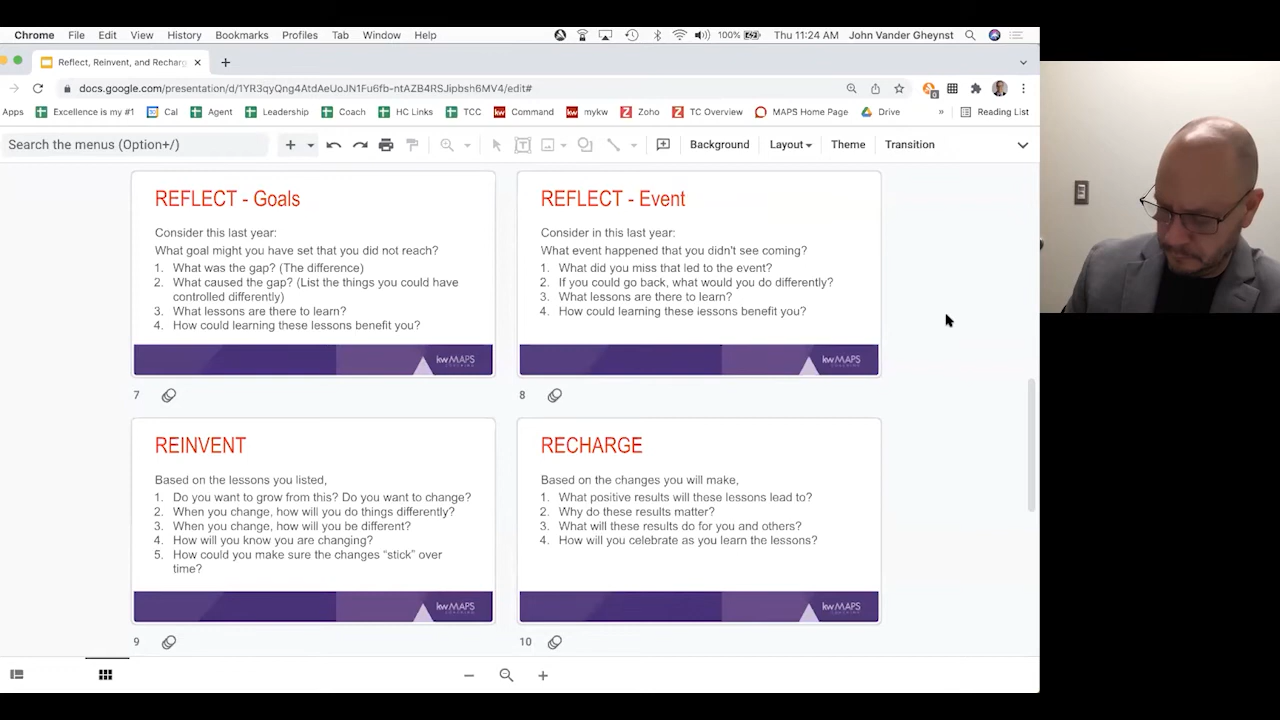 Chrome File Edit View History Bookmarks Profiles Tab Window Help 100% Thu 11:24 AM John Vander Gheynst
Reflect, Reinvent, and Recharg
docs.google.com/presentation/d/1YR3qyQng4AtdAeUoJN1Fu6fb-ntAZB4RSJipbsh6MV4/edit#
Apps Excellence is my #1 Cal Agent Leadership Coach HC Links TCC Command mykw Zoho TC Overview MAPS Homepage Drive » Reading List
Search the menus (Option+/) Background Layout Theme Transition
REFLECT - Goals
Consider this last year:
What goal might you have set that you did not reach?
1. What was the gap? (The difference)
2. What caused the gap? (List the things you could have
controlled differently)
3. What lessons are there to learn?
4. How could learning these lessons benefit you?
kw MAPS
COACHING
7
REFLECT - Event
Consider in this last year:
What event happened that you didn't see coming?
1. What did you miss that led to the event?
2. If you could go back, what would you do differently?
3. What lessons are there to learn?
4. How could learning these lessons benefit you?
kw MAPS
COACHING
8
REINVENT
Based on the lessons you listed,
1. Do you want to grow from this? Do you want to change?
2. When you change, how will you do things differently?
3. When you change, how will you be different?
4. How will you know you are changing?
5. How could you make sure the changes “stick” over
time?
kw MAPS
COACHING
9
RECHARGE
Based on the changes you will make,
1. What positive results will these lessons lead to?
2. Why do these results matter?
3. What will these results do for you and others?
4. How will you celebrate as you learn the lessons?
kw MAPS
COACHING
10